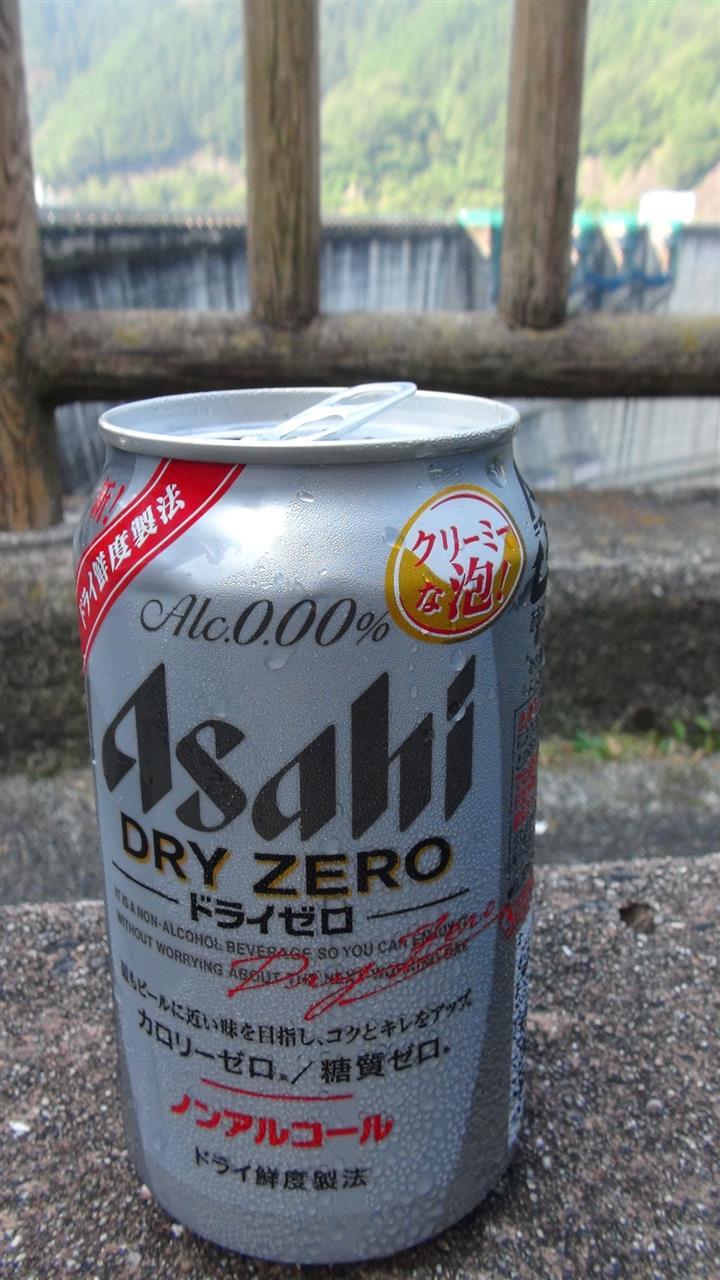 新!
ドライ鮮度製法
クリーミー
な泡!
Alc.0.00%
Asahi
DRY ZERO
ドライゼロ
IT IS A NON-ALCOHOL BEVERAGE SO YOU CAN ENJOY IT
WITHOUT WORRYING ABOUT THE NEXT WORKING DAY
Dry Zero
最もビールに近い味を目指し、コクとキレをアップ。
カロリーゼロ※/糖質ゼロ※
ノンアルコール
ドライ鮮度製法